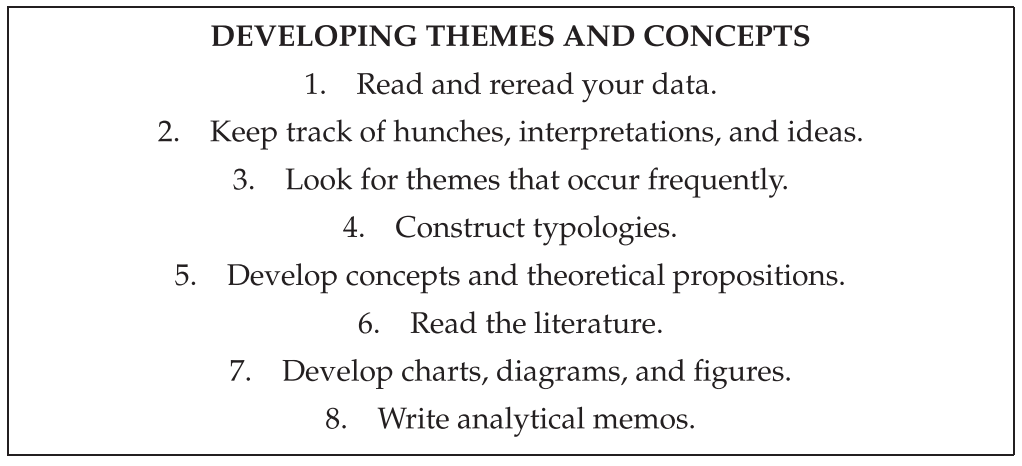 DEVELOPING THEMES AND CONCEPTS
1. Read and reread your data.
2. Keep track of hunches, interpretations, and ideas.
3. Look for themes that occur frequently.
4. Construct typologies.
5. Develop concepts and theoretical propositions.
6. Read the literature.
7. Develop charts, diagrams, and figures.
8. Write analytical memos.